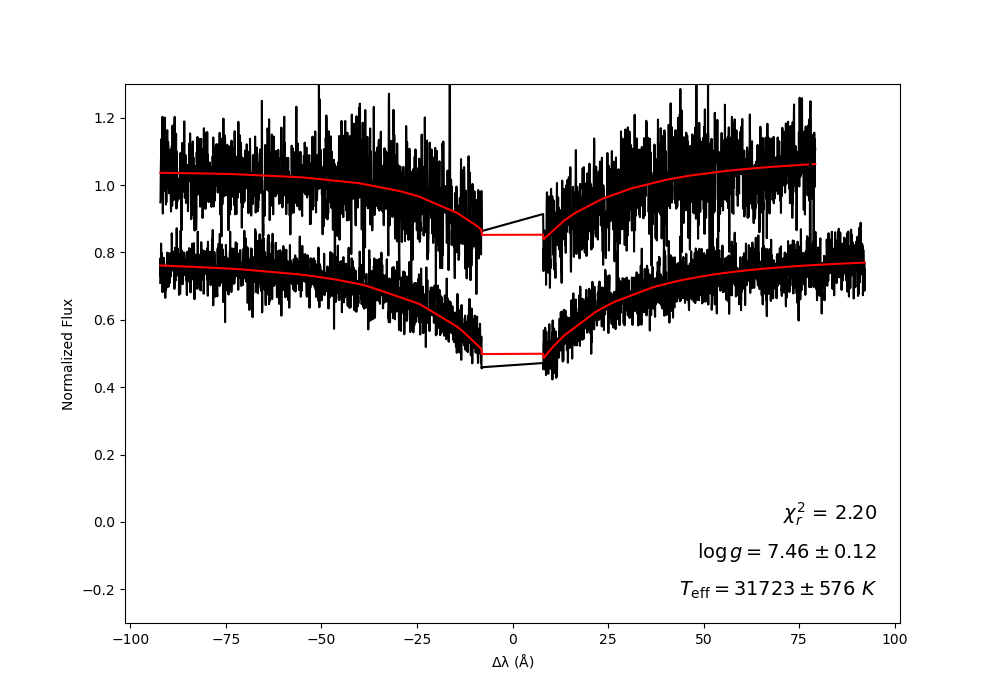 1.2
1.0
0.8
0.6
0.4
0.2
0.0
−0.2
Normalized Flux
χ²ᵣ = 2.20
log g = 7.46 ± 0.12
T_eff = 31723 ± 576 K
−100 −75 −50 −25 0 25 50 75 100
Δλ (Å)